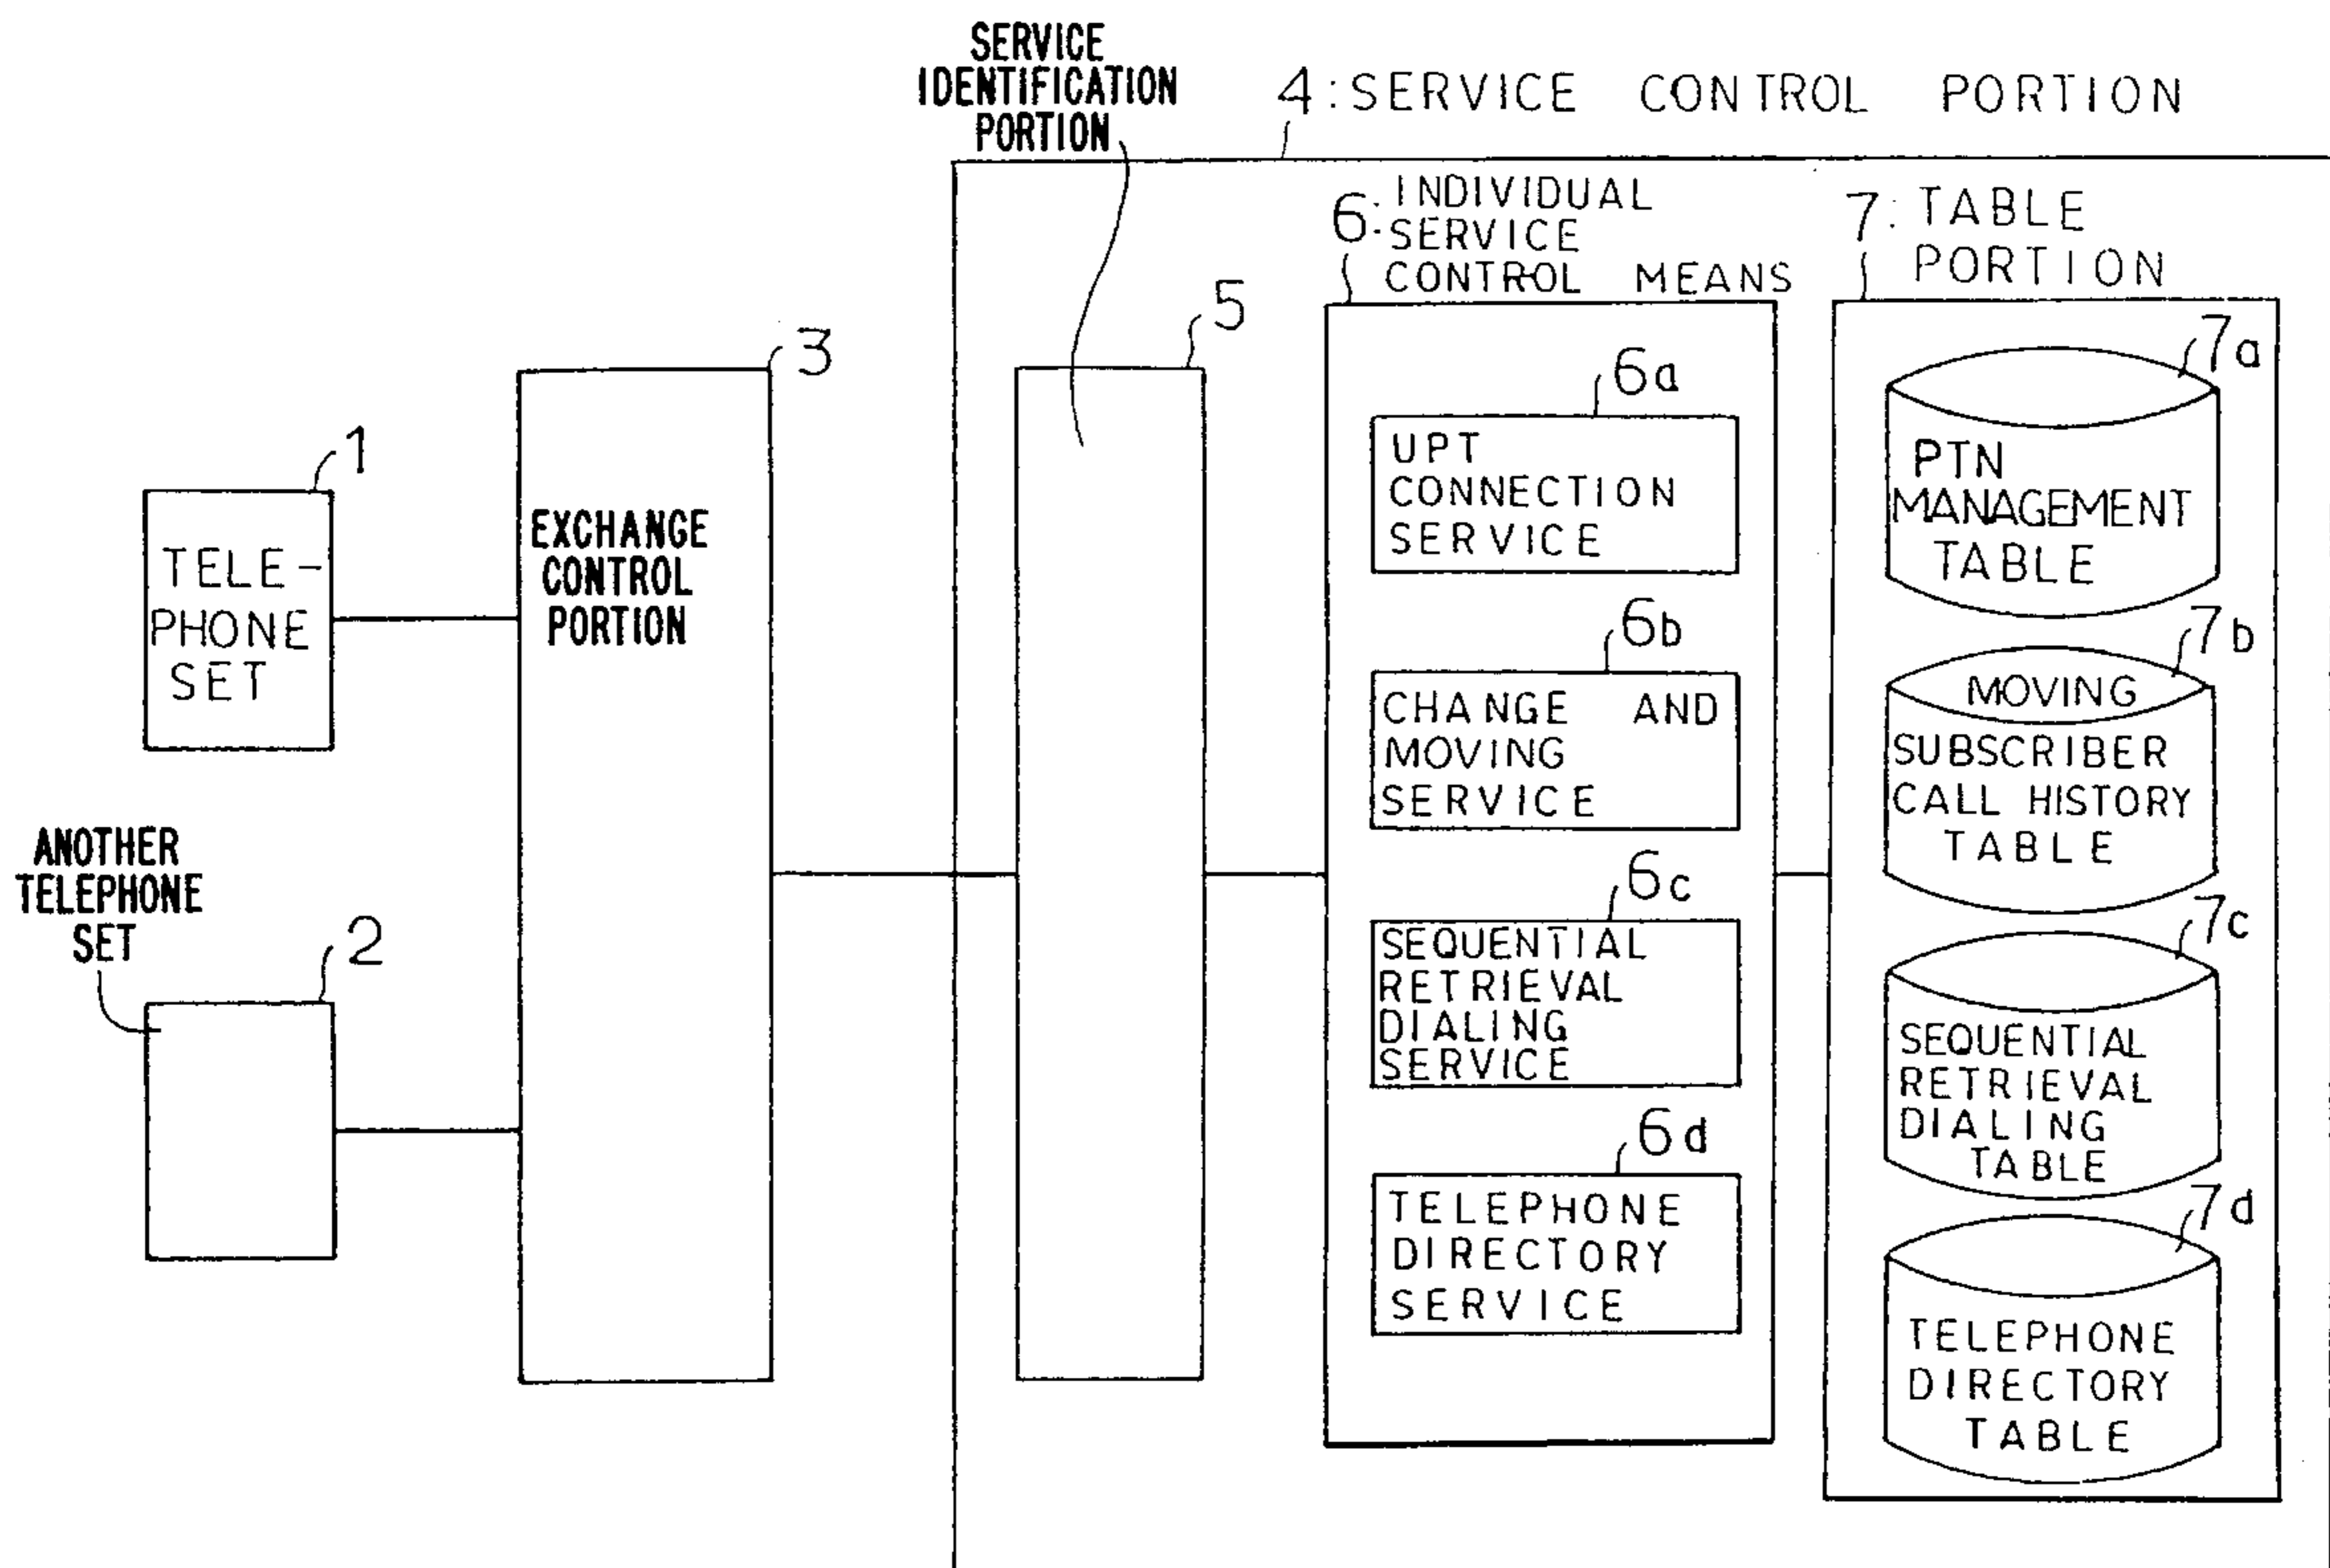 SERVICE
IDENTIFICATION
PORTION
4: SERVICE CONTROL PORTION
6: INDIVIDUAL
SERVICE
CONTROL MEANS
7: TABLE
PORTION
5
3
1
TELE-
PHONE
SET
EXCHANGE
CONTROL
PORTION
ANOTHER
TELEPHONE
SET
2
6a
UPT
CONNECTION
SERVICE
6b
CHANGE AND
MOVING
SERVICE
6c
SEQUENTIAL
RETRIEVAL
DIALING
SERVICE
6d
TELEPHONE
DIRECTORY
SERVICE
7a
PTN
MANAGEMENT
TABLE
7b
MOVING
SUBSCRIBER
CALL HISTORY
TABLE
7c
SEQUENTIAL
RETRIEVAL
DIALING
TABLE
7d
TELEPHONE
DIRECTORY
TABLE